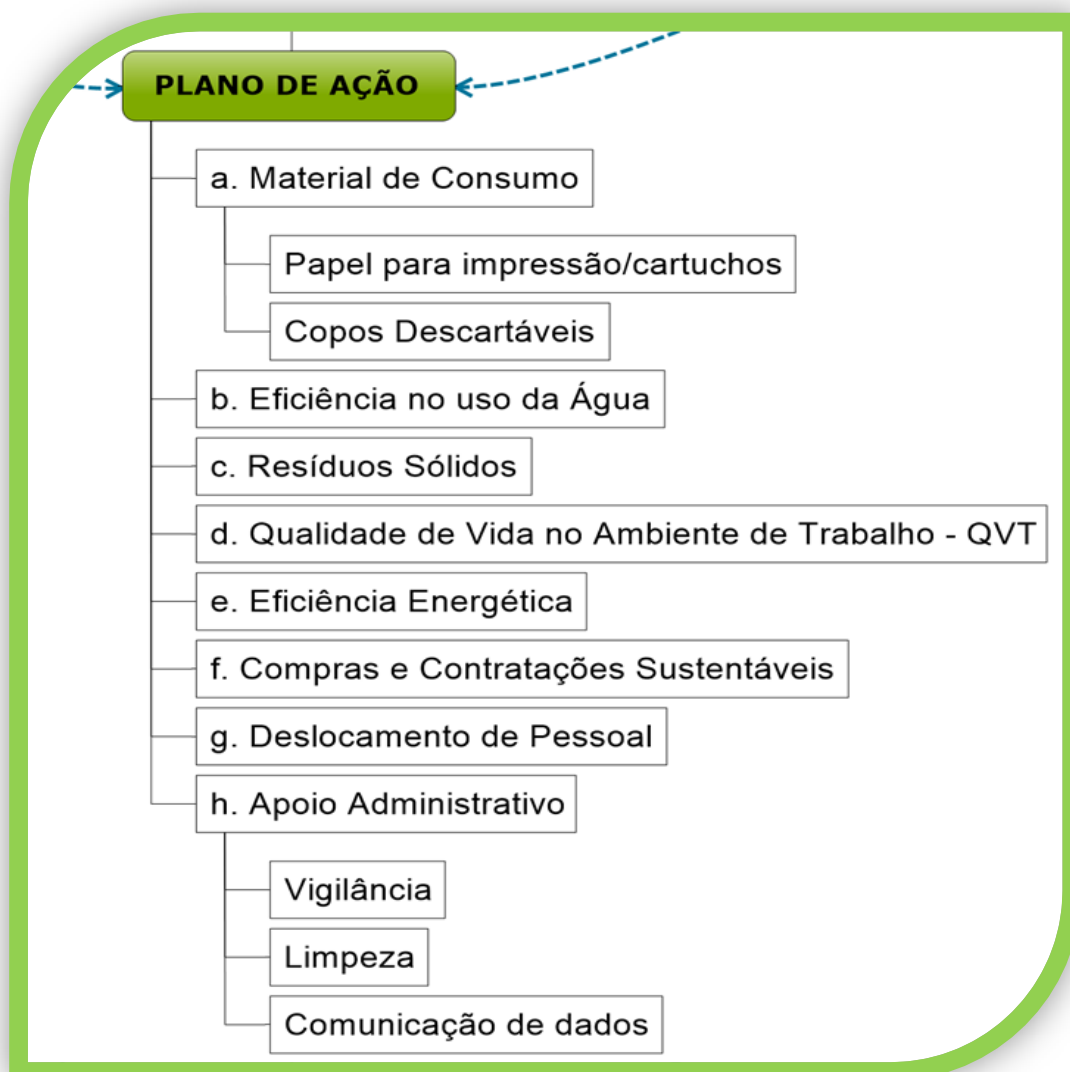 PLANO DE AÇÃO
a. Material de Consumo
Papel para impressão/cartuchos
Copos Descartáveis
b. Eficiência no uso da Água
c. Resíduos Sólidos
d. Qualidade de Vida no Ambiente de Trabalho - QVT
e. Eficiência Energética
f. Compras e Contratações Sustentáveis
g. Deslocamento de Pessoal
h. Apoio Administrativo
Vigilância
Limpeza
Comunicação de dados